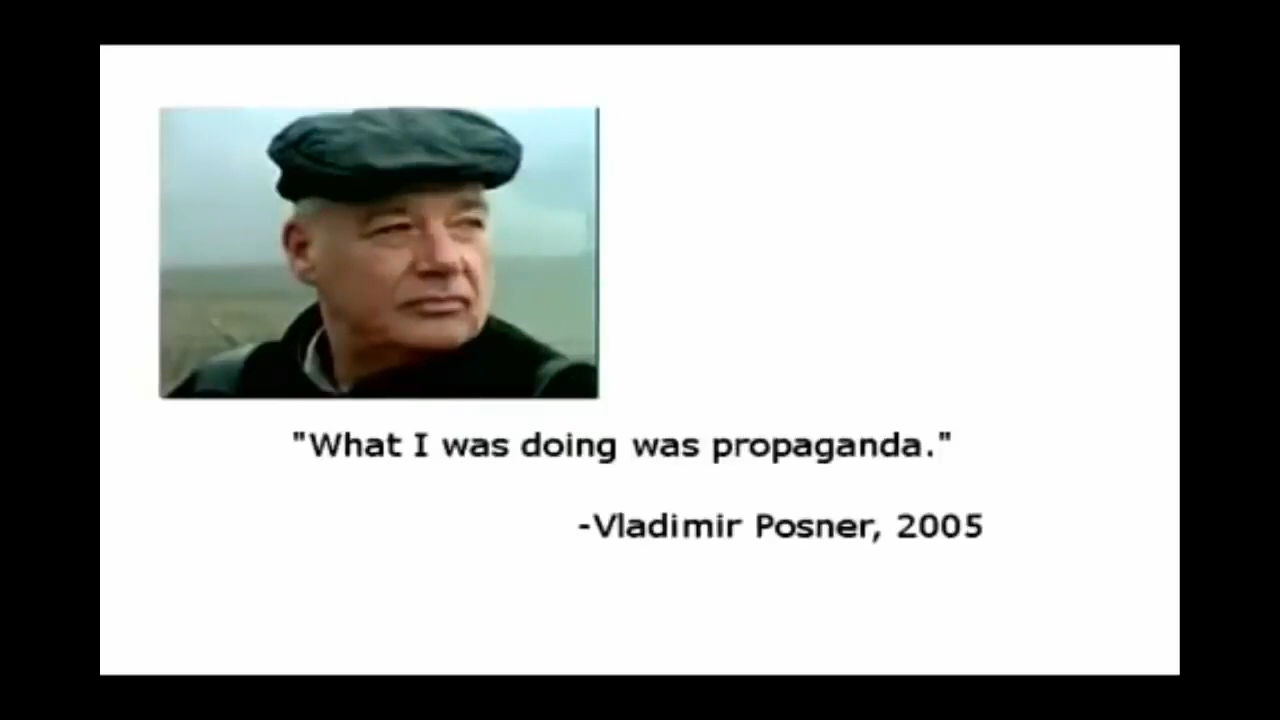 "What I was doing was propaganda."
-Vladimir Posner, 2005